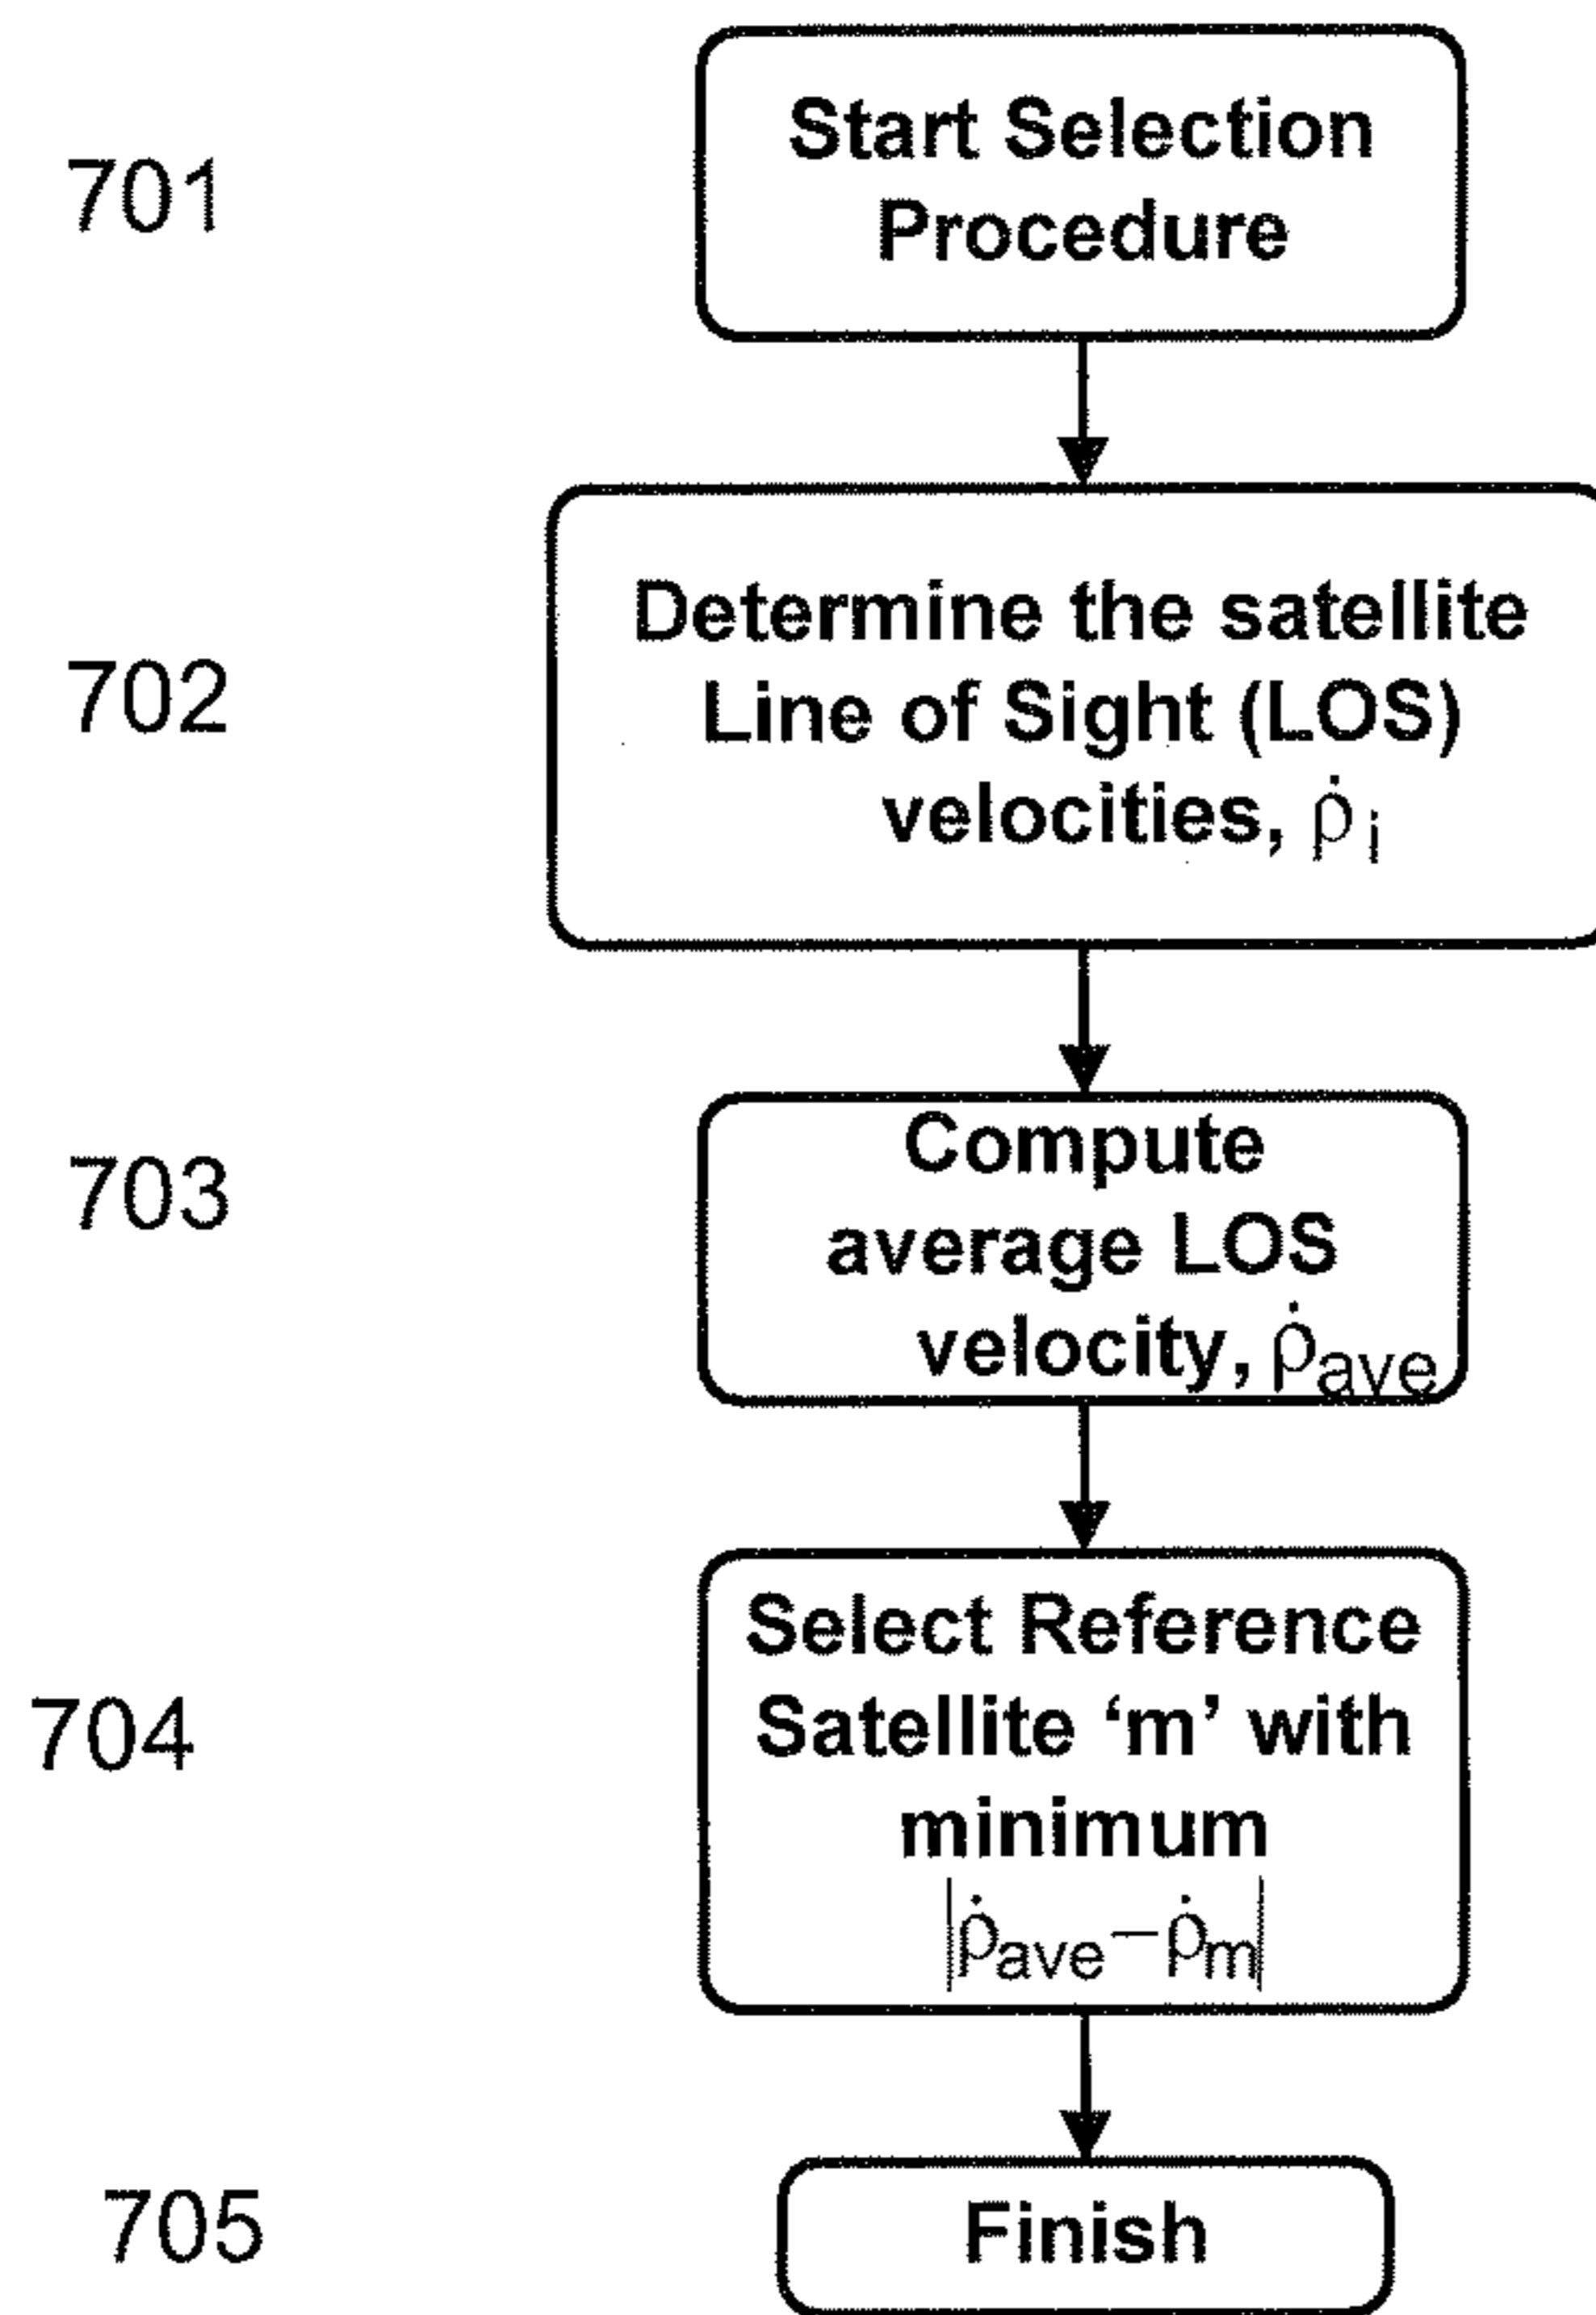 701
Start Selection
Procedure
702
Determine the satellite
Line of Sight (LOS)
velocities, ρ̇ i
703
Compute
average LOS
velocity, ρ̇ave
704
Select Reference
Satellite ‘m’ with
minimum
|ρ̇ave−ρ̇m|
705
Finish